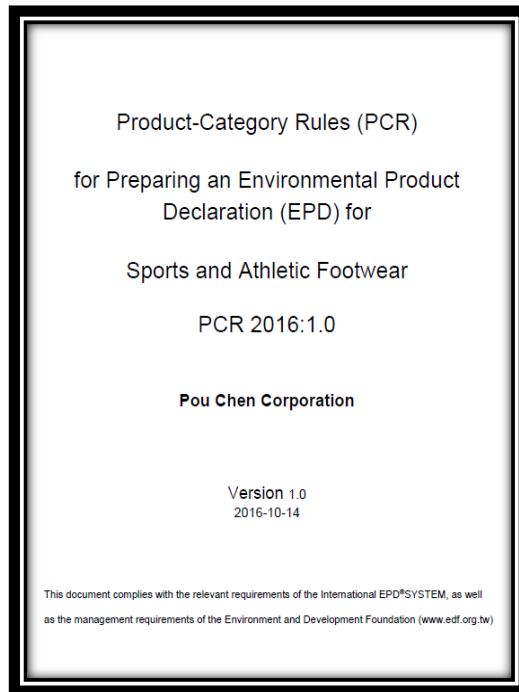 Product-Category Rules (PCR)
for Preparing an Environmental Product
Declaration (EPD) for
Sports and Athletic Footwear
PCR 2016:1.0
Pou Chen Corporation
Version 1.0
2016-10-14
This document complies with the relevant requirements of the International EPD®SYSTEM, as well
as the management requirements of the Environment and Development Foundation (www.edf.org.tw)